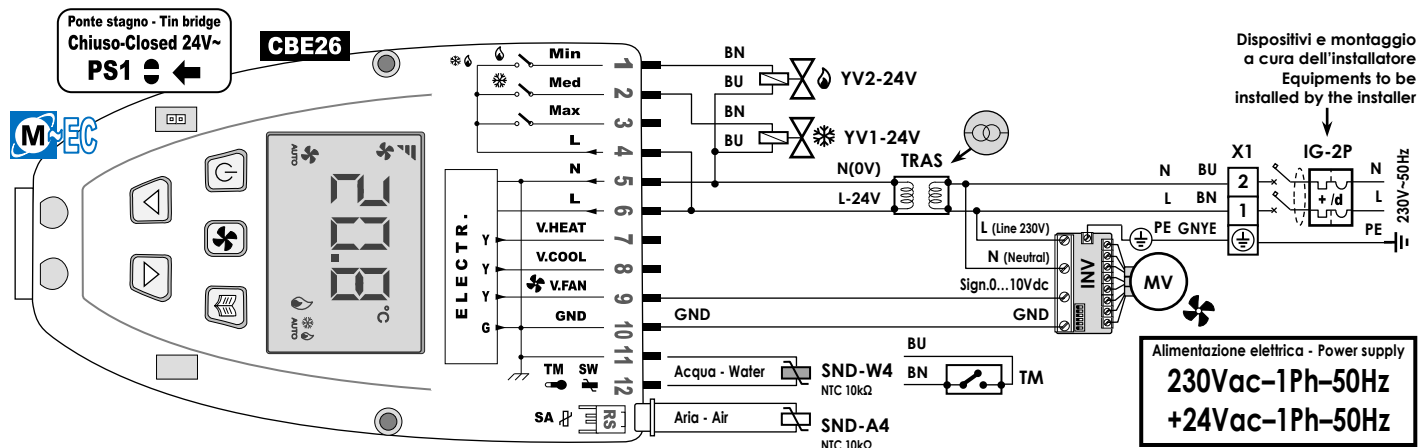 Ponte stagno - Tin bridge
Chiuso-Closed 24V~
PS1
CBE26
M~EC
AUTO
20.8
°C
AUTO
ELECTR.
Min
Med
Max
L
N
L
V.HEAT
Y
V.COOL
Y
V.FAN
Y
GND
G
TM
SW
SA
RS
1
2
3
4
5
6
7
8
9
10
11
12
BN
BU
YV2-24V
BN
BU
YV1-24V
TRAS
N(0V)
L-24V
L (Line 230V)
N (Neutral)
Sign.0...10Vdc
GND
GND
INV
MV
PE GNYE
N BU
L BN
X1
2
1
IG-2P
+ /d
N
L
PE
230V~50Hz
Dispositivi e montaggio
a cura dell'installatore
Equipments to be
installed by the installer
Acqua - Water
SND-W4
NTC 10kΩ
BU
BN
TM
Aria - Air
SND-A4
NTC 10kΩ
Alimentazione elettrica - Power supply
230Vac–1Ph–50Hz
+24Vac–1Ph–50Hz